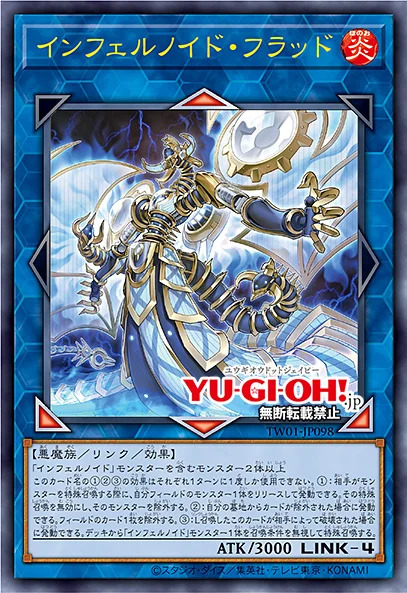 インフェルノイド・フラッド
ほのお
炎
エウギオウドットジェイピー
YU-GI-OH!.jp
無断転載禁止
TW01-JP098
【悪魔族/リンク/効果】
「インフェルノイド」モンスターを含むモンスター2体以上
このカード名の①②③の効果はそれぞれ1ターンに1度しか使用できない。①:相手がモン
スターを特殊召喚する際に、自分フィールドのモンスター1体をリリースして発動できる。その特殊
召喚を無効にし、そのモンスターを除外する。②:自分の墓地からカードが除外された場合に発動
できる。フィールドのカード1枚を除外する。③:L召喚したこのカードが相手によって破壊された場合
に発動できる。デッキから「インフェルノイド」モンスター1体を召喚条件を無視して特殊召喚する。
ATK/3000 LINK-4
©スタジオ・ダイス/集英社・テレビ東京・KONAMI